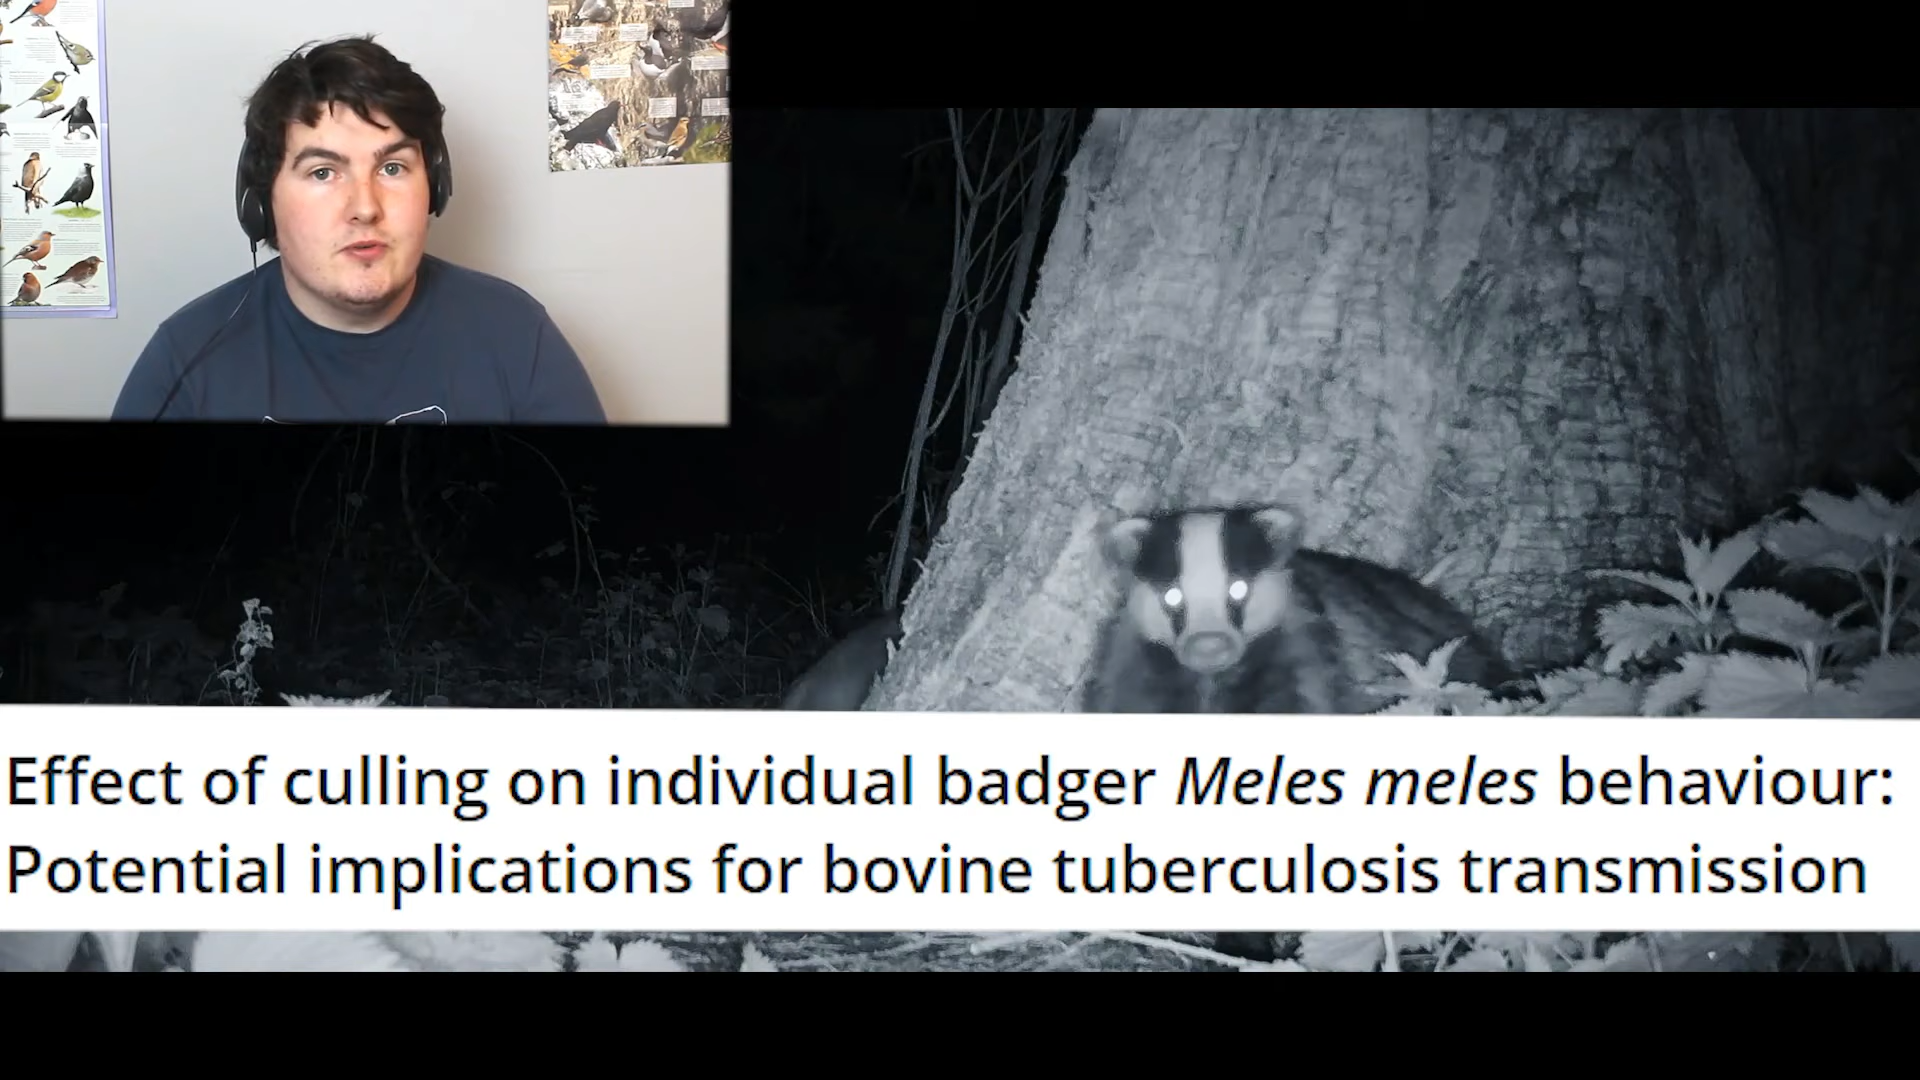 Effect of culling on individual badger Meles meles behaviour:
Potential implications for bovine tuberculosis transmission